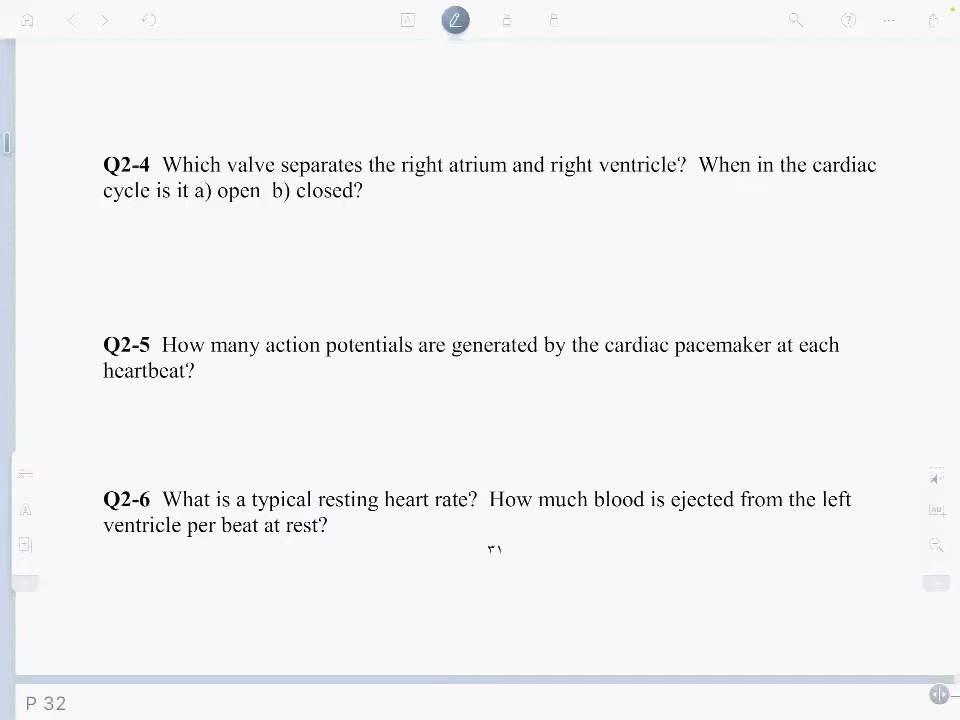 Q2-4 Which valve separates the right atrium and right ventricle? When in the cardiac
cycle is it a) open b) closed?
Q2-5 How many action potentials are generated by the cardiac pacemaker at each
heartbeat?
Q2-6 What is a typical resting heart rate? How much blood is ejected from the left
ventricle per beat at rest?
٣١
P 32